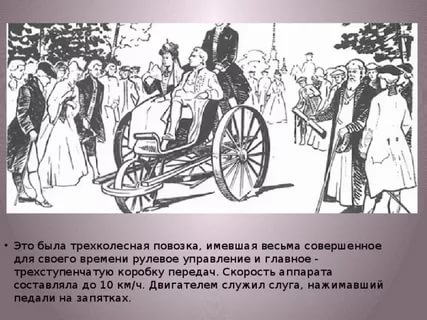 • Это была трехколесная повозка, имевшая весьма совершенное
для своего времени рулевое управление и главное -
трехступенчатую коробку передач. Скорость аппарата
составляла до 10 км/ч. Двигателем служил слуга, нажимавший
педали на запятках.